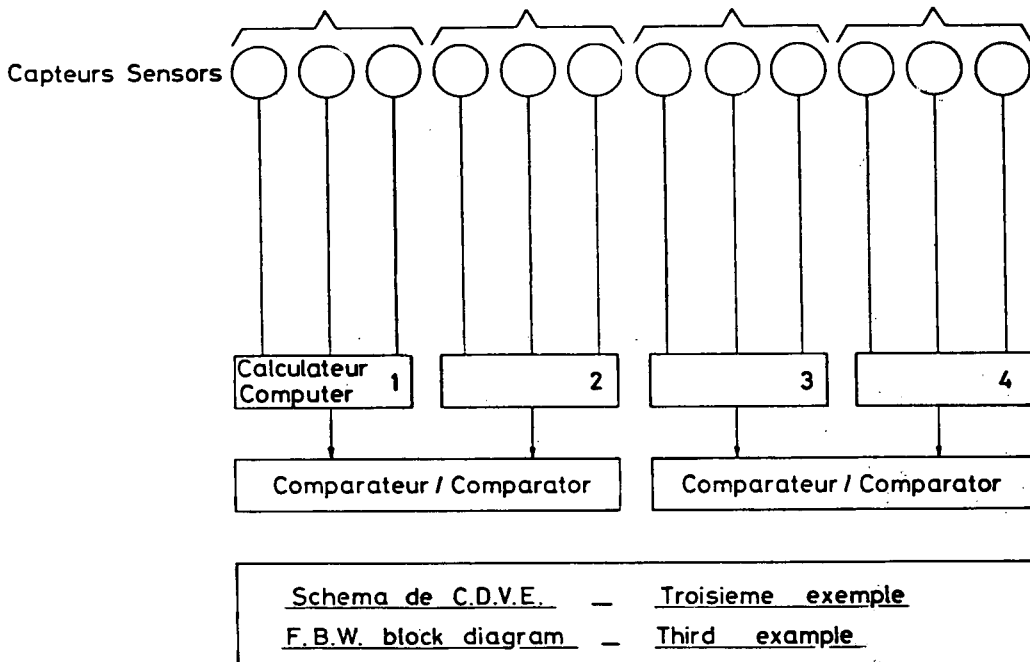 Capteurs Sensors
Calculateur
Computer 1
2
3
4
Comparateur / Comparator
Comparateur / Comparator
Schema de C.D.V.E. _ Troisieme exemple
F.B.W. block diagram _ Third example